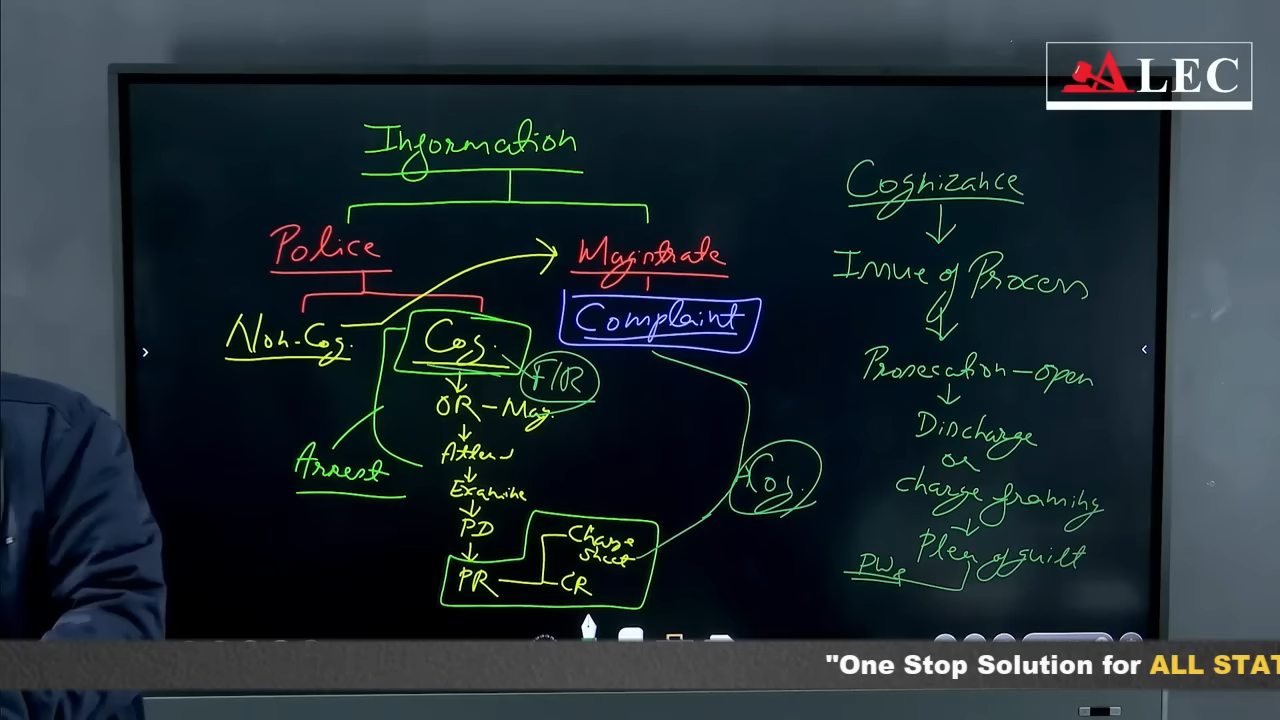 ALEC
Information
Police
Magistrate
Non-Cog.
Cog.
Complaint
FIR
OR - Mag.
Arrest
Examine
PD
PR
Charge
Sheet
CR
Cog.
Cognizance
Issue of Process
Prosecution - open
Discharge
or
charge framing
Plea of guilt
PWs
"One Stop Solution for ALL STAT